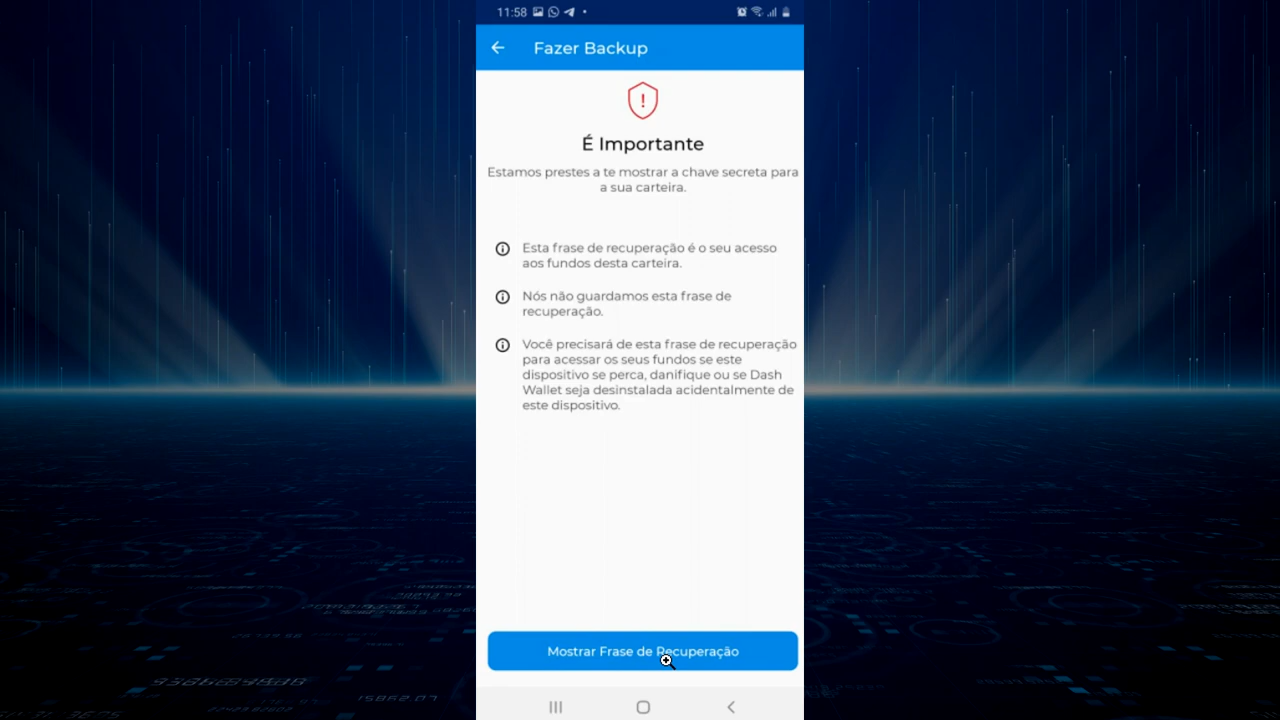 11:58
Fazer Backup
É Importante
Estamos prestes a te mostrar a chave secreta para
a sua carteira.
Esta frase de recuperação é o seu acesso
aos fundos desta carteira.
Nós não guardamos esta frase de
recuperação.
Você precisará de esta frase de recuperação
para acessar os seus fundos se este
dispositivo se perca, danifique ou se Dash
Wallet seja desinstalada acidentalmente de
este dispositivo.
Mostrar Frase de Recuperação